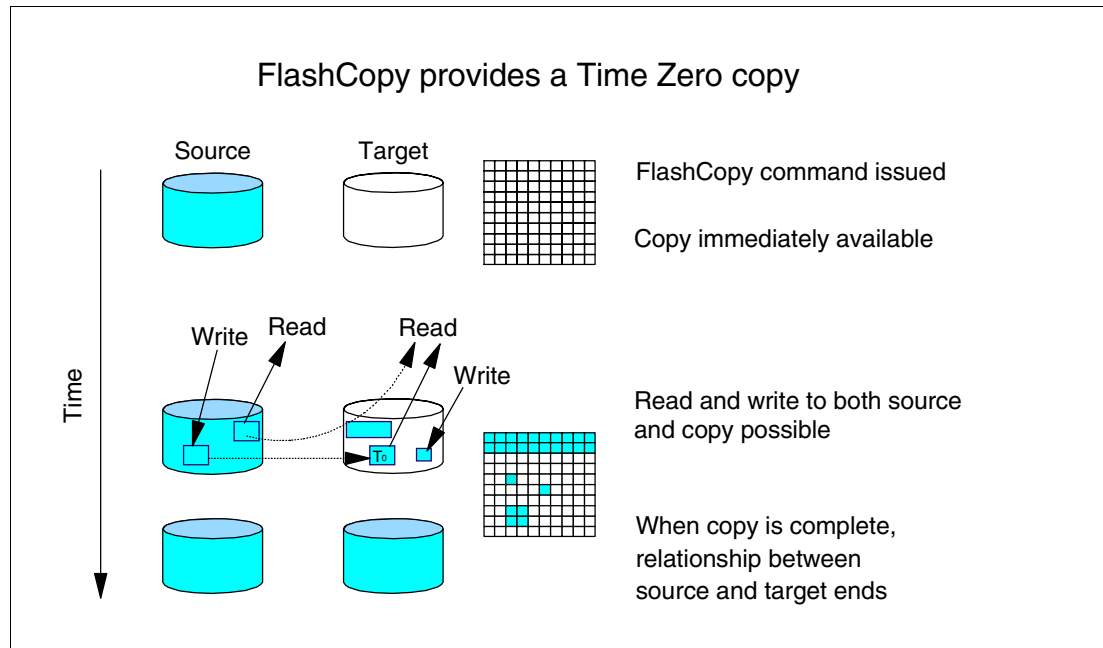 FlashCopy provides a Time Zero copy
Source
Target
FlashCopy command issued
Copy immediately available
Time
Write
Read
Read
Write
T0
Read and write to both source
and copy possible
When copy is complete,
relationship between
source and target ends